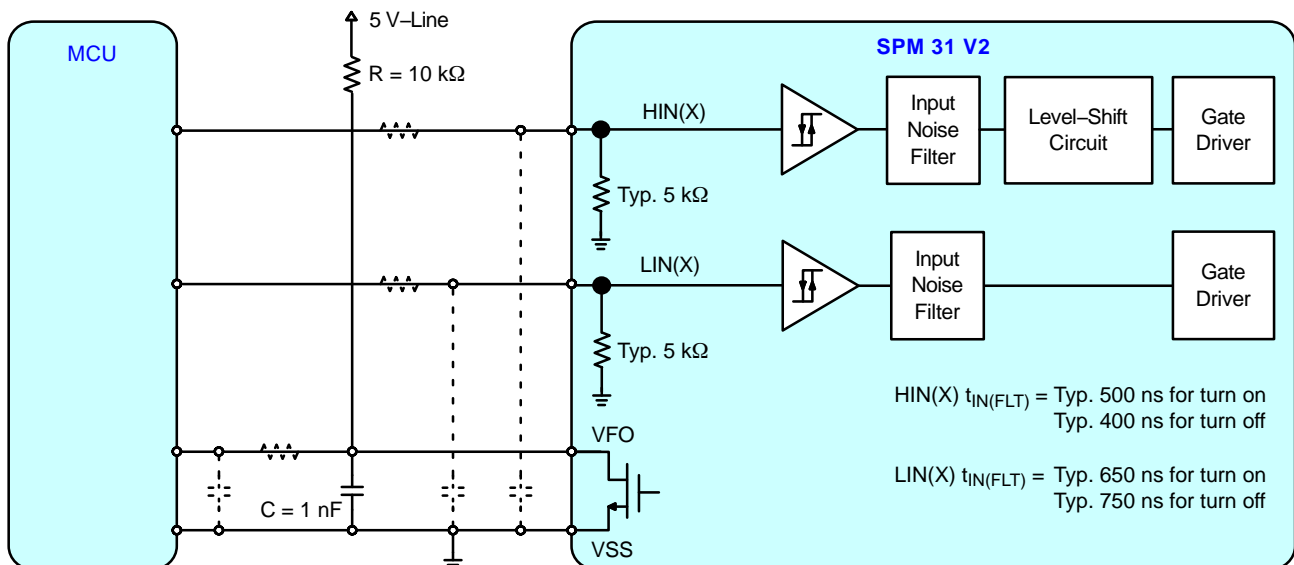 5 V–Line
MCU
SPM 31 V2
R = 10 kΩ
HIN(X)
Input
Noise
Filter
Level–Shift
Circuit
Gate
Driver
Typ. 5 kΩ
LIN(X)
Input
Noise
Filter
Gate
Driver
Typ. 5 kΩ
HIN(X) tIN(FLT) = Typ. 500 ns for turn on
Typ. 400 ns for turn off
VFO
LIN(X) tIN(FLT) = Typ. 650 ns for turn on
Typ. 750 ns for turn off
C = 1 nF
VSS